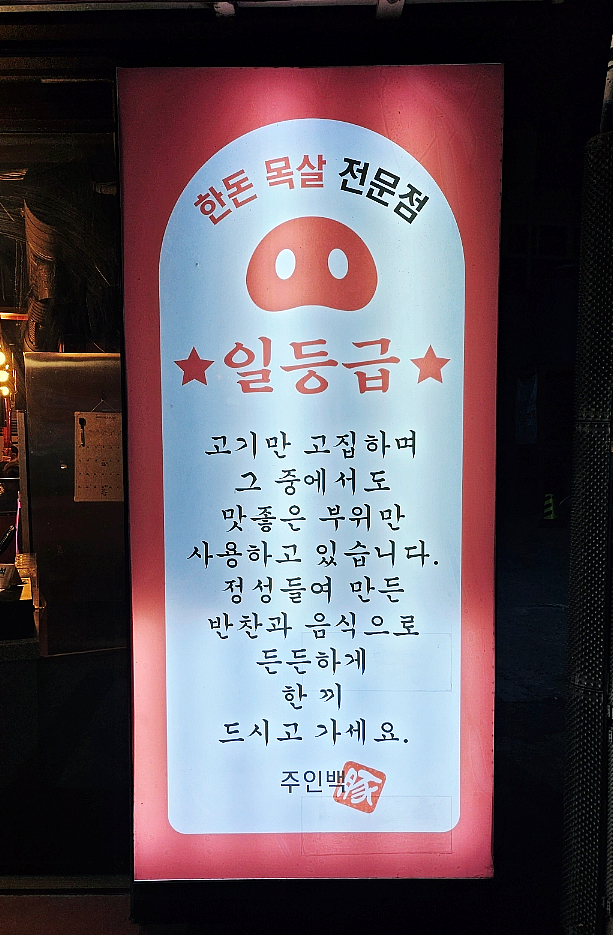 한돈 목살 전문점
★일등급★
고기만 고집하며
그 중에서도
맛좋은 부위만
사용하고 있습니다.
정성들여 만든
반찬과 음식으로
든든하게
한 끼
드시고 가세요.
주인백
豚